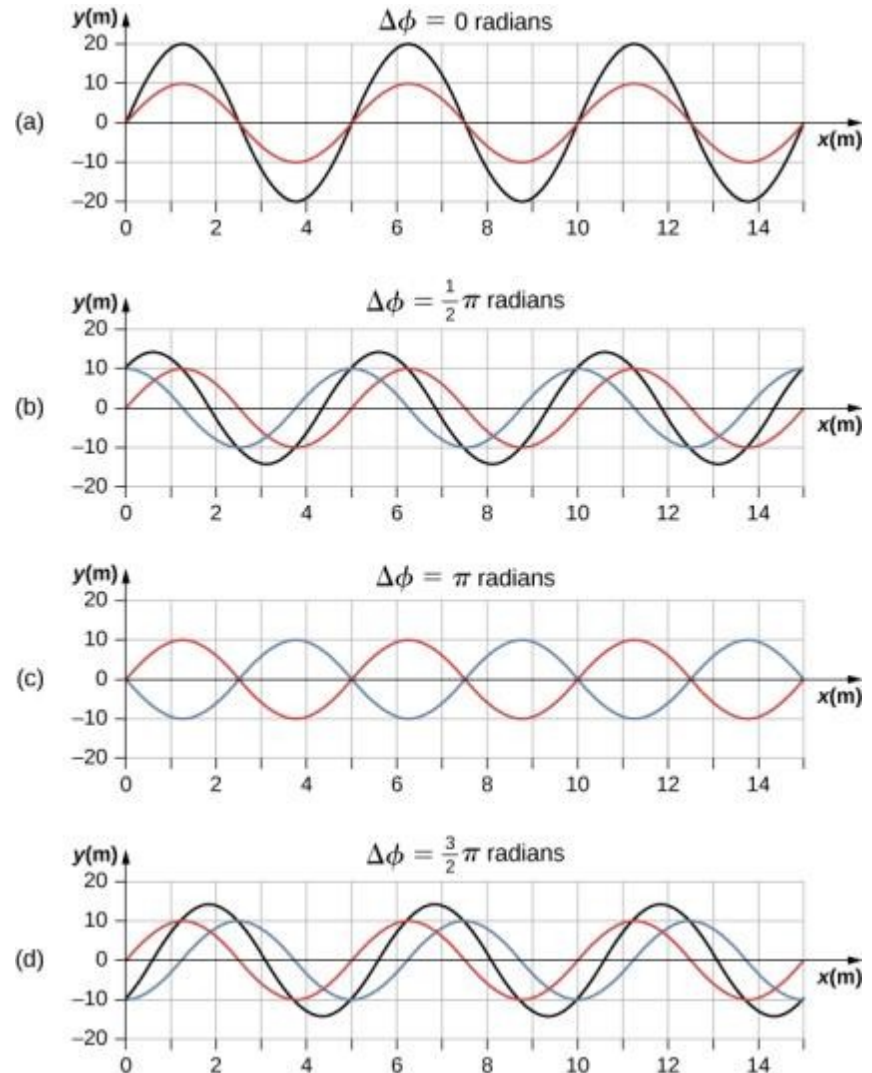 y(m)
Δϕ = 0 radians
20
10
(a)
0
x(m)
–10
–20
0 2 4 6 8 10 12 14
y(m)
Δϕ = 1/2 π radians
20
10
(b)
0
x(m)
–10
–20
0 2 4 6 8 10 12 14
y(m)
Δϕ = π radians
20
10
(c)
0
x(m)
–10
–20
0 2 4 6 8 10 12 14
y(m)
Δϕ = 3/2 π radians
20
10
(d)
0
x(m)
–10
–20
0 2 4 6 8 10 12 14